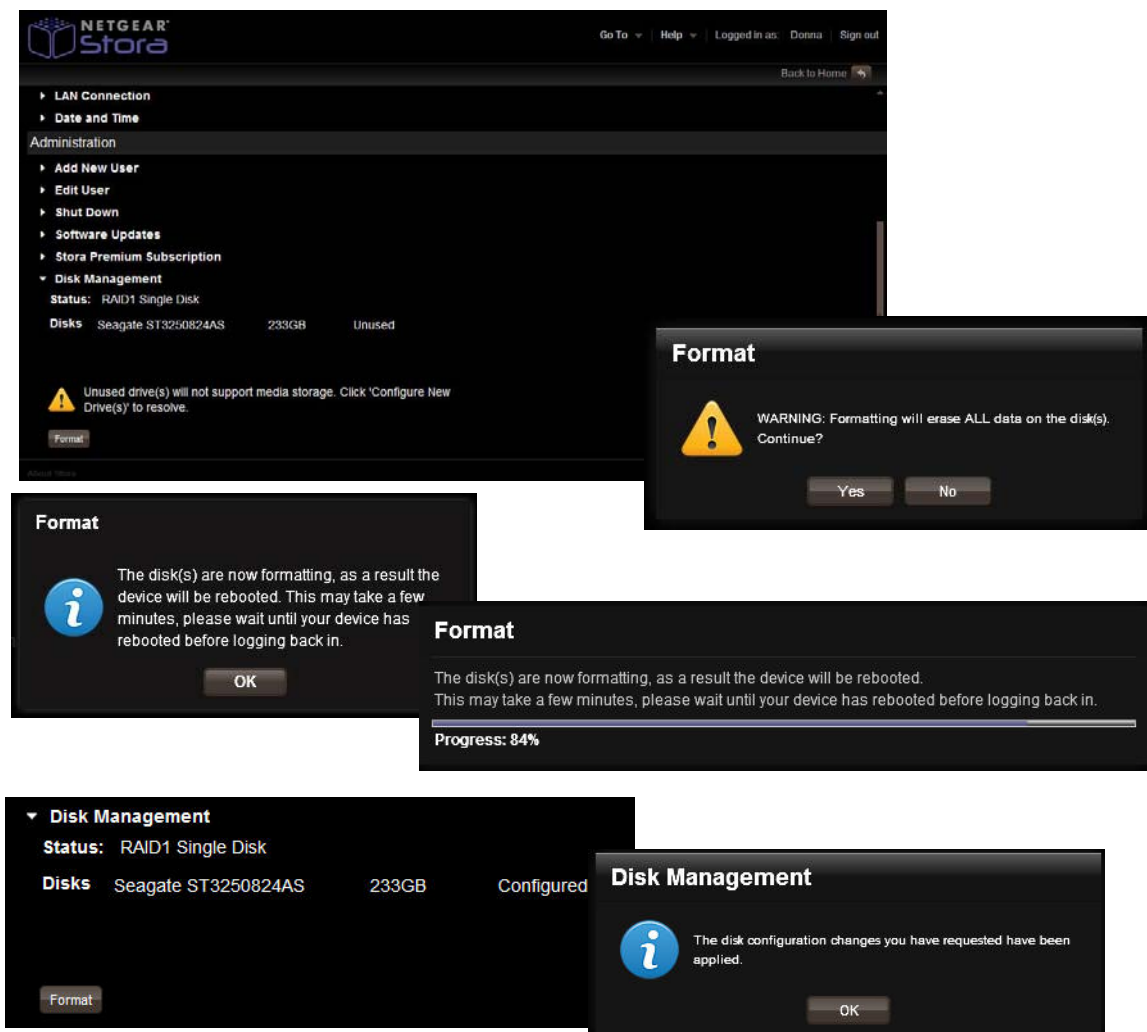 NETGEAR
Stora
Go To Help Logged in as: Donna Sign out
Back to Home
LAN Connection
Date and Time
Administration
Add New User
Edit User
Shut Down
Software Updates
Stora Premium Subscription
Disk Management
Status: RAID1 Single Disk
Disks Seagate ST3250824AS 233GB Unused
Unused drive(s) will not support media storage. Click 'Configure New
Drive(s)' to resolve.
Format
About Stora
Format
WARNING: Formatting will erase ALL data on the disk(s).
Continue?
Yes No
Format
The disk(s) are now formatting, as a result the
device will be rebooted. This may take a few
minutes, please wait until your device has
rebooted before logging back in.
OK
Format
The disk(s) are now formatting, as a result the device will be rebooted.
This may take a few minutes, please wait until your device has rebooted before logging back in.
Progress: 84%
Disk Management
Status: RAID1 Single Disk
Disks Seagate ST3250824AS 233GB Configured
Format
Disk Management
The disk configuration changes you have requested have been
applied.
OK